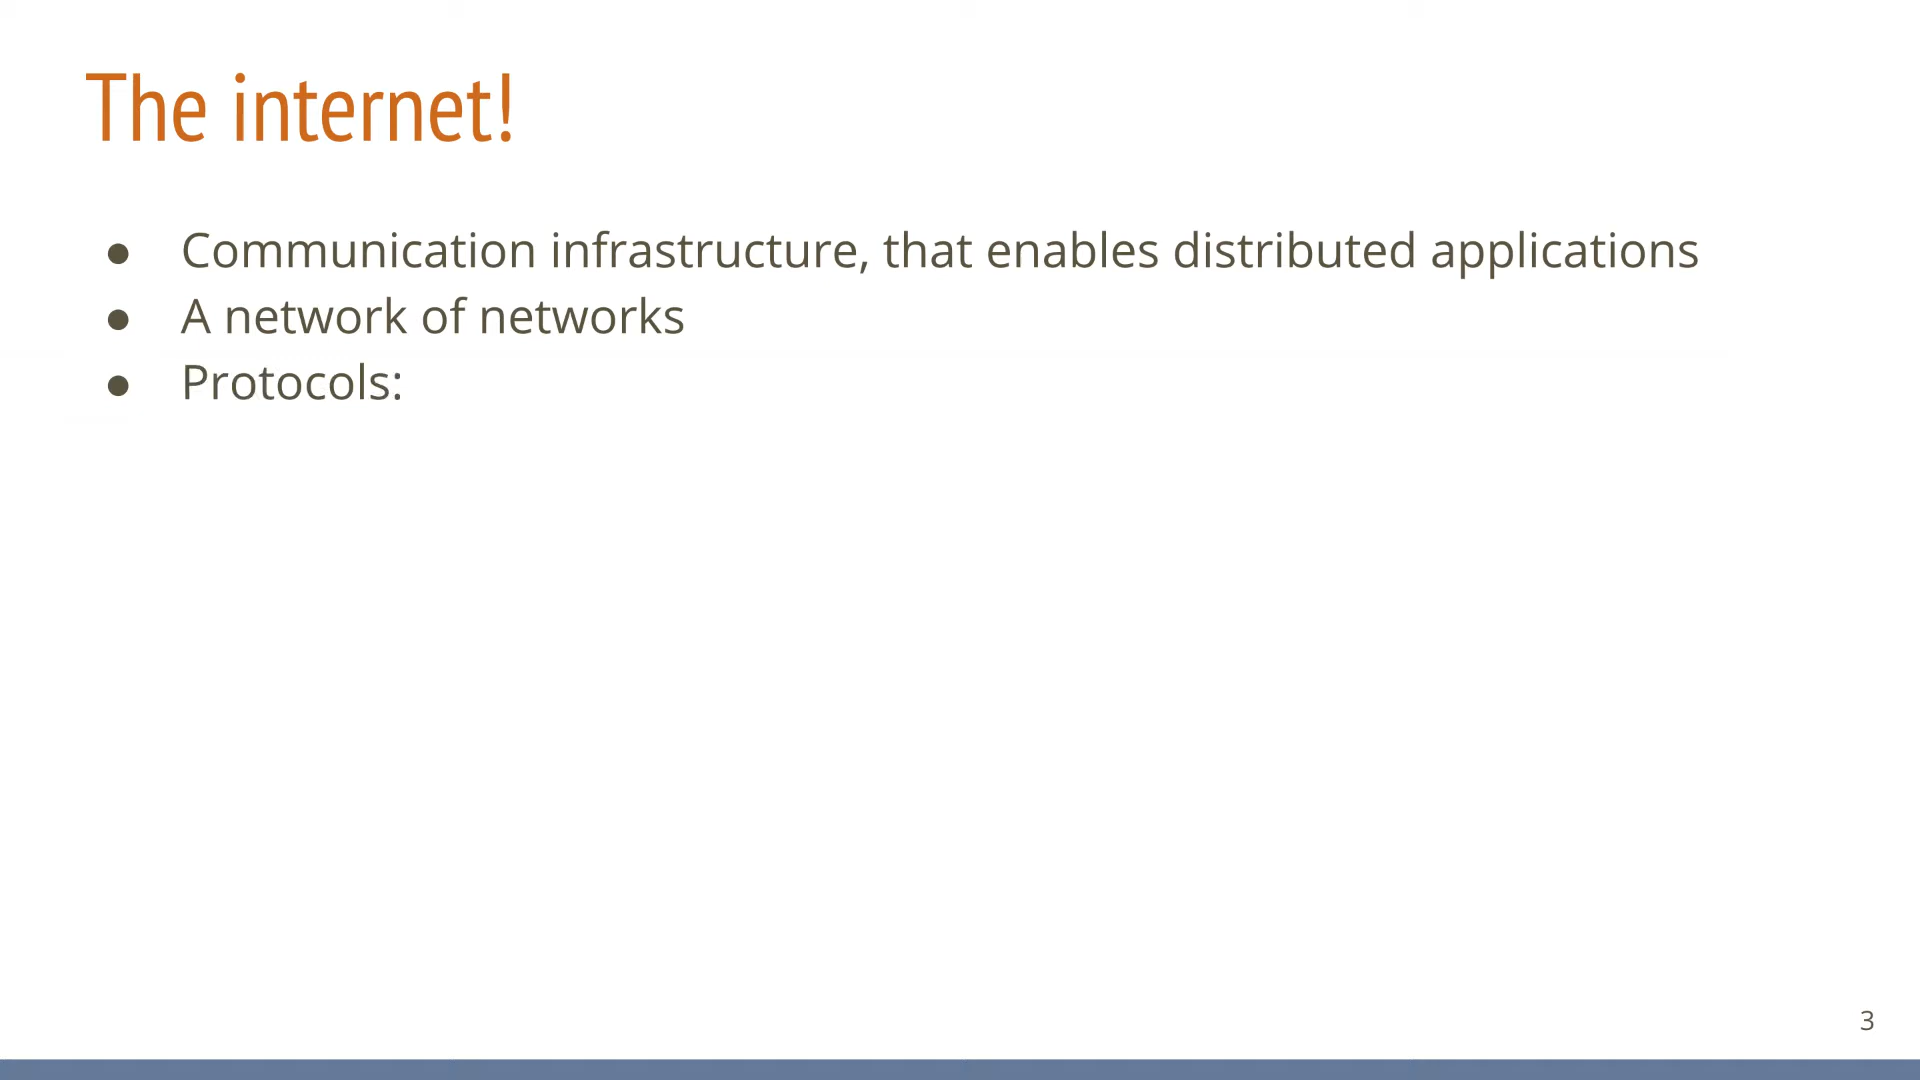 The internet!
● Communication infrastructure, that enables distributed applications
● A network of networks
● Protocols:
3